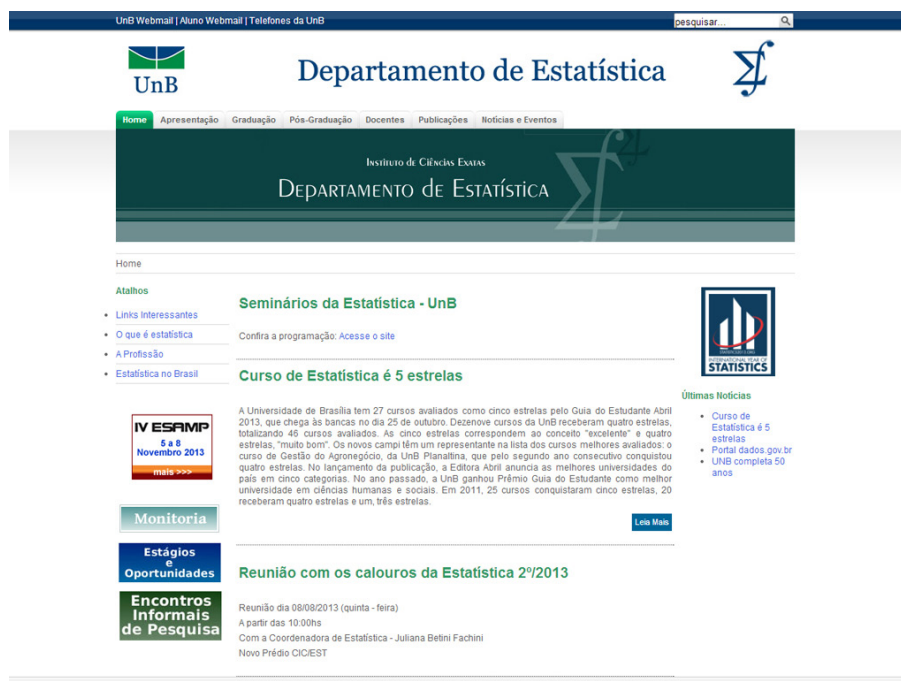 UnB Webmail | Aluno Webmail | Telefones da UnB
pesquisar...
UnB
Departamento de Estatística
Home
Apresentação
Graduação
Pós-Graduação
Docentes
Publicações
Notícias e Eventos
Instituto de Ciências Exatas
Departamento de Estatística
Home
Atalhos
Links Interessantes
O que é estatística
A Profissão
Estatística no Brasil
IV ESAMP
5 a 8
Novembro 2013
mais >>>
Monitoria
Estágios
e
Oportunidades
Encontros
Informais
de Pesquisa
Seminários da Estatística - UnB
Confira a programação: Acesse o site
Curso de Estatística é 5 estrelas
A Universidade de Brasília tem 27 cursos avaliados como cinco estrelas pelo Guia do Estudante Abril
2013, que chega às bancas no dia 25 de outubro. Dezenove cursos da UnB receberam quatro estrelas,
totalizando 46 cursos avaliados. As cinco estrelas correspondem ao conceito "excelente" e quatro
estrelas, "muito bom". Os novos campi têm um representante na lista dos cursos melhores avaliados: o
curso de Gestão do Agronegócio, da UnB Planaltina, que pelo segundo ano consecutivo conquistou
quatro estrelas. No lançamento da publicação, a Editora Abril anuncia as melhores universidades do
país em cinco categorias. No ano passado, a UnB ganhou Prêmio Guia do Estudante como melhor
universidade em ciências humanas e sociais. Em 2011, 25 cursos conquistaram cinco estrelas, 20
receberam quatro estrelas e um, três estrelas.
Leia Mais
Reunião com os calouros da Estatística 2º/2013
Reunião dia 08/08/2013 (quinta - feira)
A partir das 10:00hs
Com a Coordenadora de Estatística - Juliana Betini Fachini
Novo Prédio CIC/EST
INTERNATIONAL YEAR OF
STATISTICS
Últimas Notícias
Curso de
Estatística é 5
estrelas
Portal dados.gov.br
UNB completa 50
anos